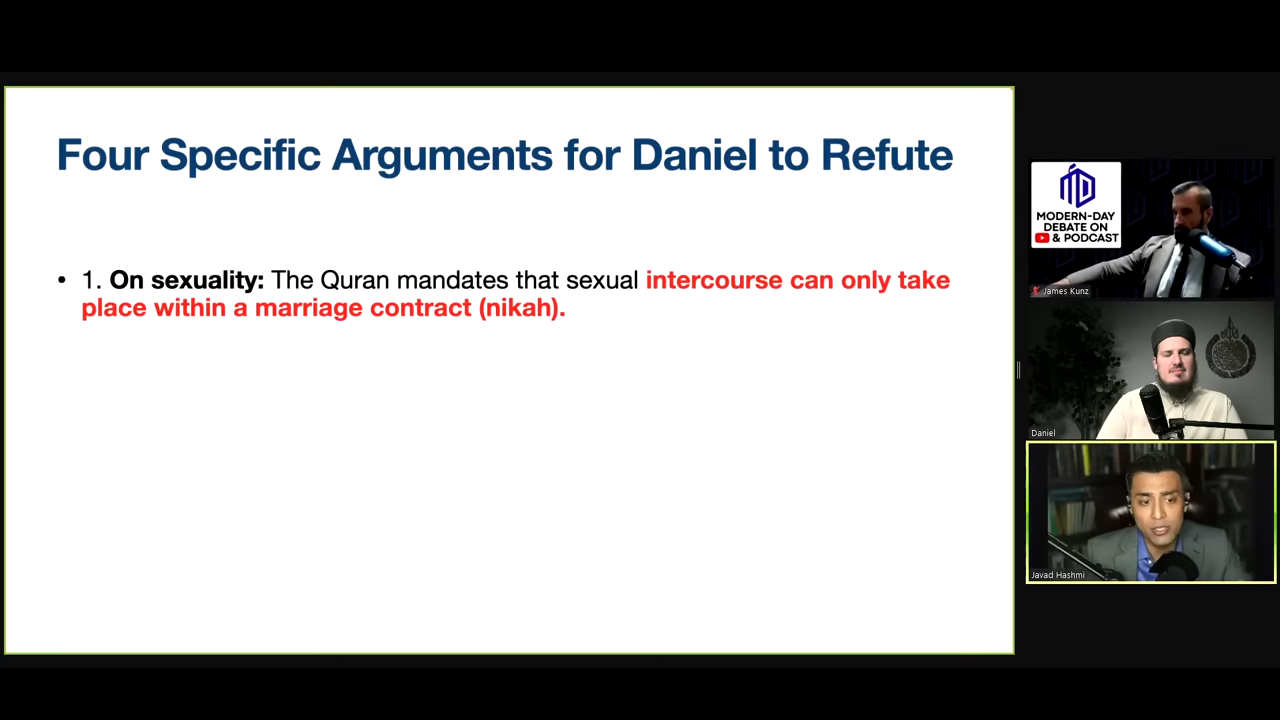 Four Specific Arguments for Daniel to Refute
• 1. On sexuality: The Quran mandates that sexual intercourse can only take
place within a marriage contract (nikah).
MODERN-DAY
DEBATE ON
& PODCAST
James Kunz
Daniel
Javad Hashmi